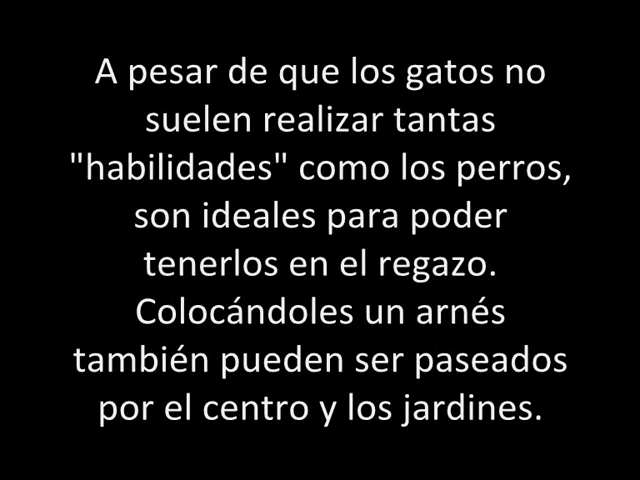 A pesar de que los gatos no
suelen realizar tantas
"habilidades" como los perros,
son ideales para poder
tenerlos en el regazo.
Colocándoles un arnés
también pueden ser paseados
por el centro y los jardines.